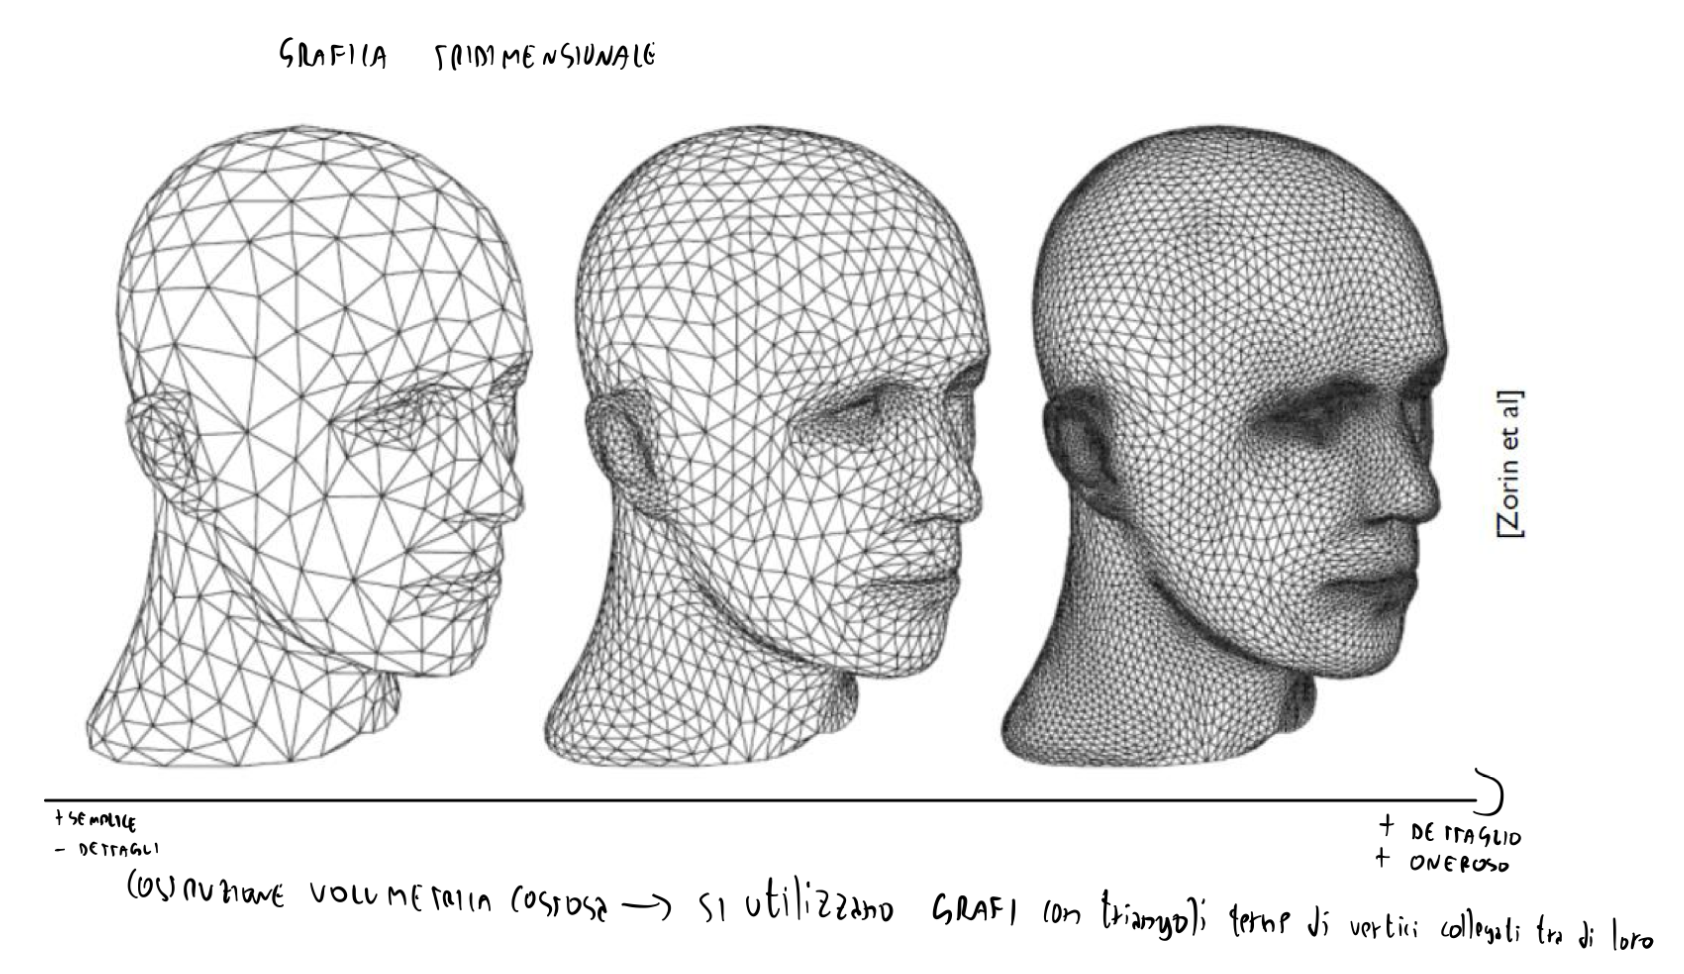 GRAFICA TRIDIMMENSIONALE
[Zorin et al]
+ SEMPLICE
- DETTAGLI
+ DETTAGLIO
+ ONEROSO
COSTRUZIONE VOLUMETRICA COSTOSA → SI UTILIZZANO GRAFI con triangoli terne di vertici collegati tra di loro